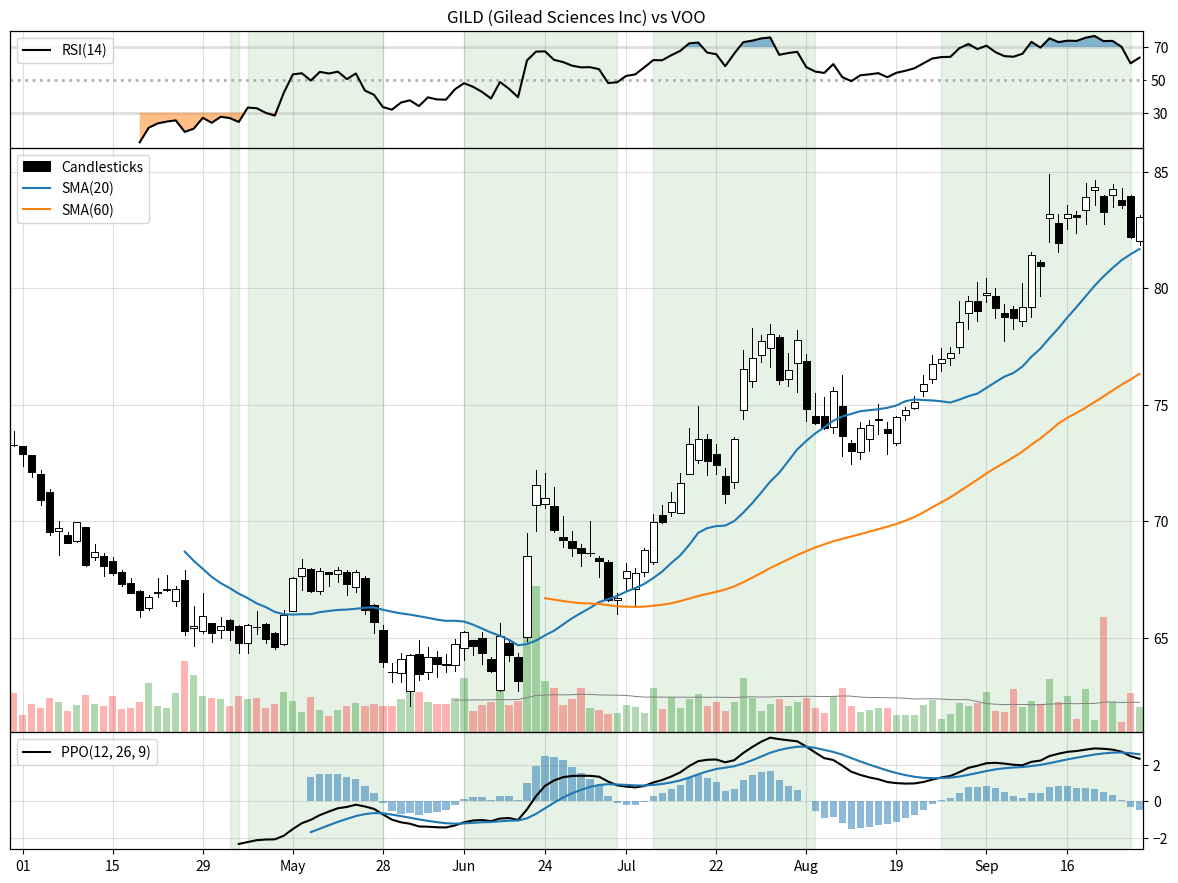 GILD (Gilead Sciences Inc) vs VOO
RSI(14)
70
50
30
Candlesticks
SMA(20)
SMA(60)
85
80
75
70
65
PPO(12, 26, 9)
2
0
−2
01 15 29 May 28 Jun 24 Jul 22 Aug 19 Sep 16